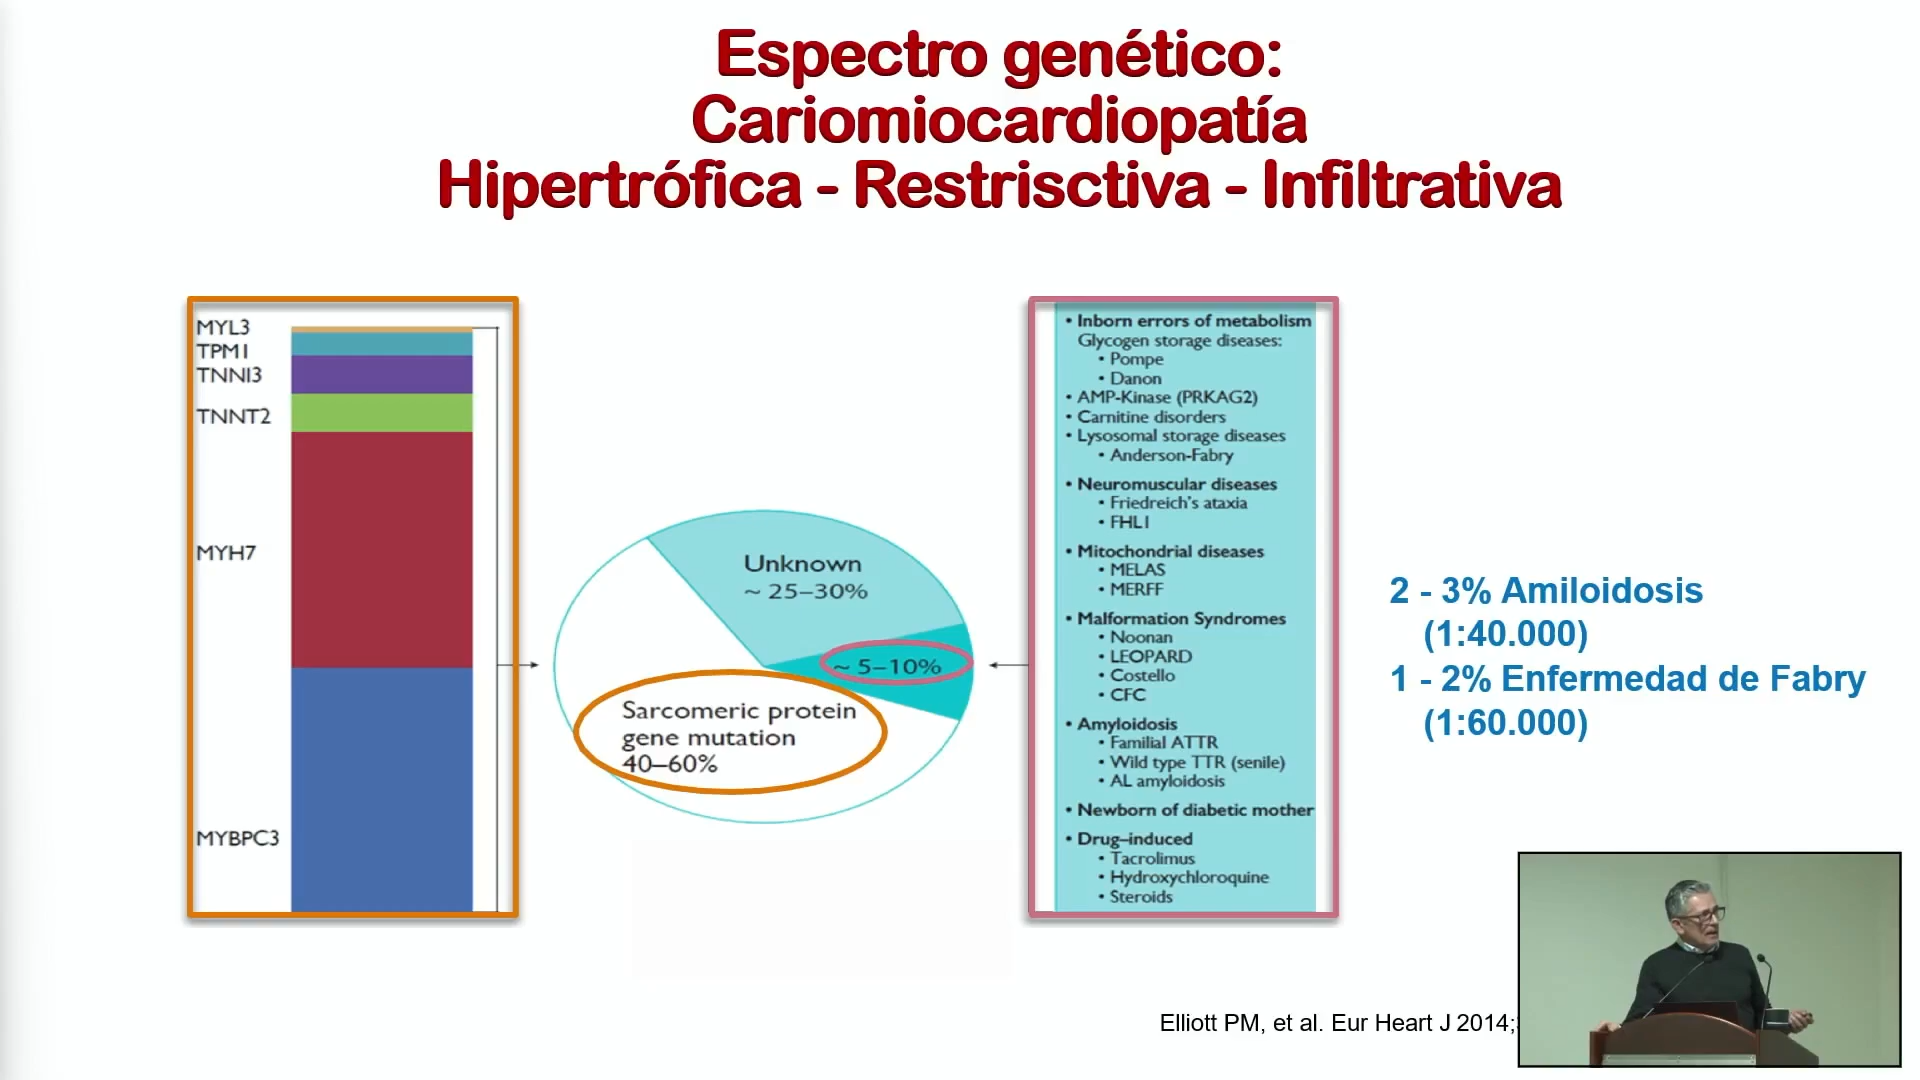 Espectro genético:
Cariomiocardiopatía
Hipertrófica - Restrisctiva - Infiltrativa
MYL3
TPM1
TNNI3
TNNT2
MYH7
MYBPC3
Unknown
~ 25–30%
~ 5–10%
Sarcomeric protein
gene mutation
40–60%
• Inborn errors of metabolism
Glycogen storage diseases:
• Pompe
• Danon
• AMP-Kinase (PRKAG2)
• Carnitine disorders
• Lysosomal storage diseases
• Anderson-Fabry
• Neuromuscular diseases
• Friedreich's ataxia
• FHL1
• Mitochondrial diseases
• MELAS
• MERFF
• Malformation Syndromes
• Noonan
• LEOPARD
• Costello
• CFC
• Amyloidosis
• Familial ATTR
• Wild type TTR (senile)
• AL amyloidosis
• Newborn of diabetic mother
• Drug–induced
• Tacrolimus
• Hydroxychloroquine
• Steroids
2 - 3% Amiloidosis
(1:40.000)
1 - 2% Enfermedad de Fabry
(1:60.000)
Elliott PM, et al. Eur Heart J 2014;